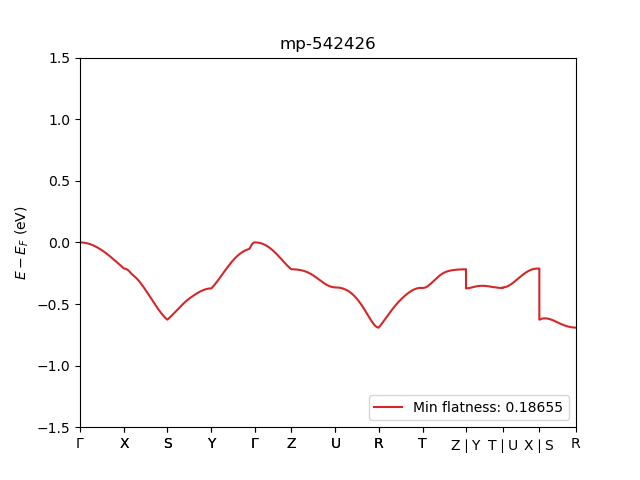 mp-542426
1.5
1.0
0.5
0.0
−0.5
−1.0
−1.5
E − E_F (eV)
Min flatness: 0.18655
Γ X S Y Γ Z U R T Z|Y T|U X|S R